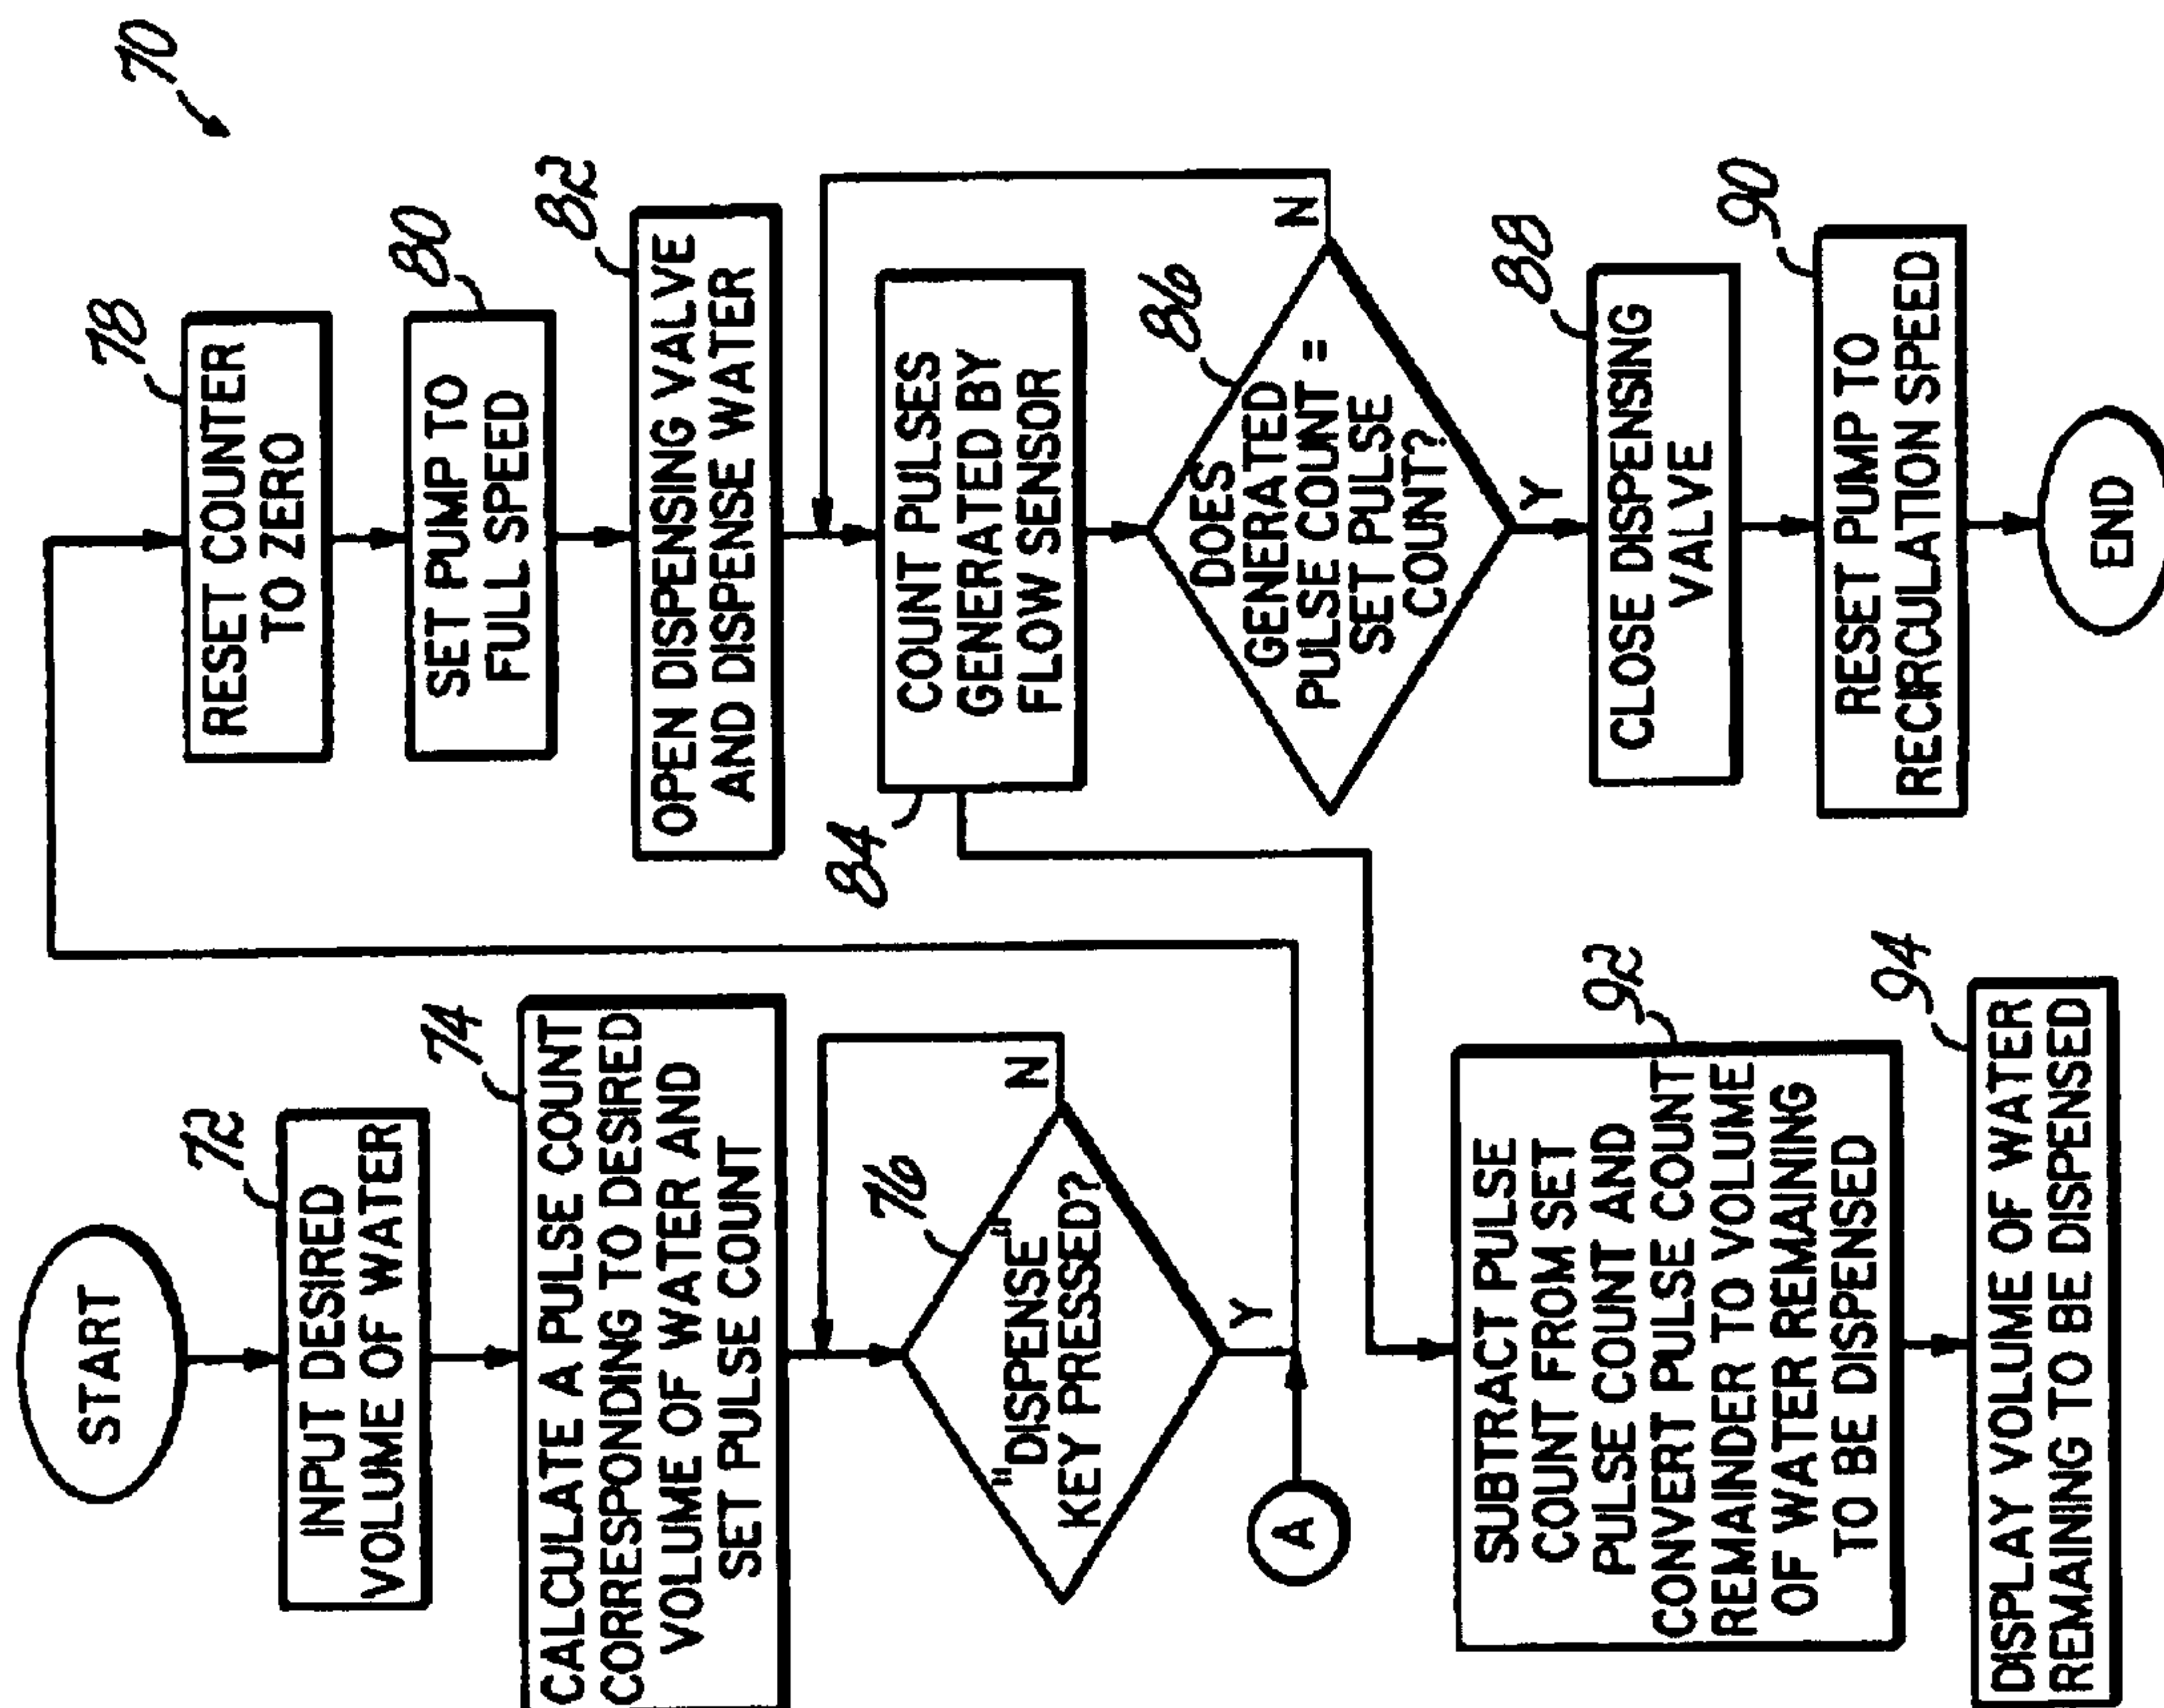 70
START
72
INPUT DESIRED
VOLUME OF WATER
74
CALCULATE A PULSE COUNT
CORRESPONDING TO DESIRED
VOLUME OF WATER AND
SET PULSE COUNT
76
"DISPENSE"
KEY PRESSED?
N
Y
A
78
RESET COUNTER
TO ZERO
80
SET PUMP TO
FULL SPEED
82
OPEN DISPENSING VALVE
AND DISPENSE WATER
84
COUNT PULSES
GENERATED BY
FLOW SENSOR
86
DOES
GENERATED
PULSE COUNT =
SET PULSE
COUNT?
N
Y
88
CLOSE DISPENSING
VALVE
90
RESET PUMP TO
RECIRCULATION SPEED
END
92
SUBTRACT PULSE
COUNT FROM SET
PULSE COUNT AND
CONVERT PULSE COUNT
REMAINDER TO VOLUME
OF WATER REMAINING
TO BE DISPENSED
94
DISPLAY VOLUME OF WATER
REMAINING TO BE DISPENSED